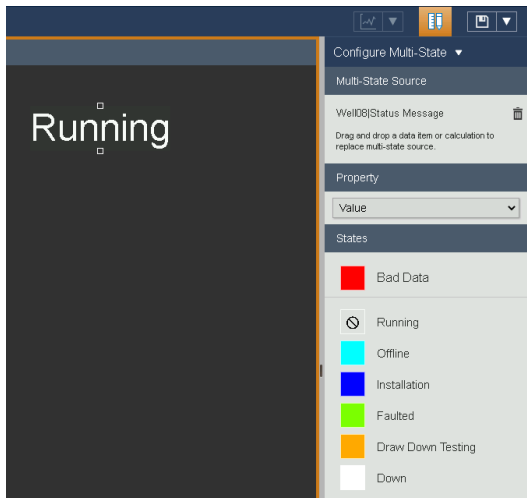 Configure Multi-State
Multi-State Source
Running
Well08|Status Message
Drag and drop a data item or calculation to
replace multi-state source.
Property
Value
States
Bad Data
Running
Offline
Installation
Faulted
Draw Down Testing
Down